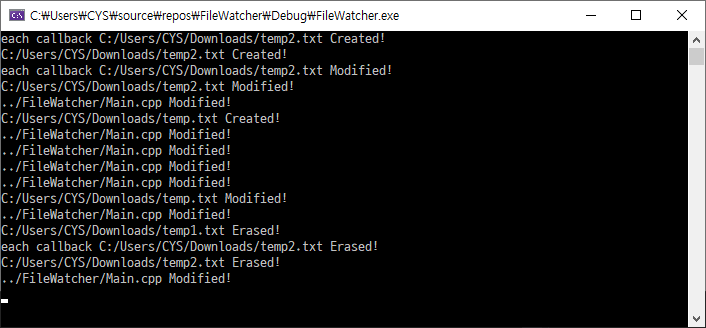 C:₩Users₩CYS₩source₩repos₩FileWatcher₩Debug₩FileWatcher.exe
each callback C:/Users/CYS/Downloads/temp2.txt Created!
C:/Users/CYS/Downloads/temp2.txt Created!
each callback C:/Users/CYS/Downloads/temp2.txt Modified!
C:/Users/CYS/Downloads/temp2.txt Modified!
../FileWatcher/Main.cpp Modified!
C:/Users/CYS/Downloads/temp.txt Created!
../FileWatcher/Main.cpp Modified!
../FileWatcher/Main.cpp Modified!
../FileWatcher/Main.cpp Modified!
../FileWatcher/Main.cpp Modified!
C:/Users/CYS/Downloads/temp.txt Modified!
../FileWatcher/Main.cpp Modified!
C:/Users/CYS/Downloads/temp1.txt Erased!
each callback C:/Users/CYS/Downloads/temp2.txt Erased!
C:/Users/CYS/Downloads/temp2.txt Erased!
../FileWatcher/Main.cpp Modified!